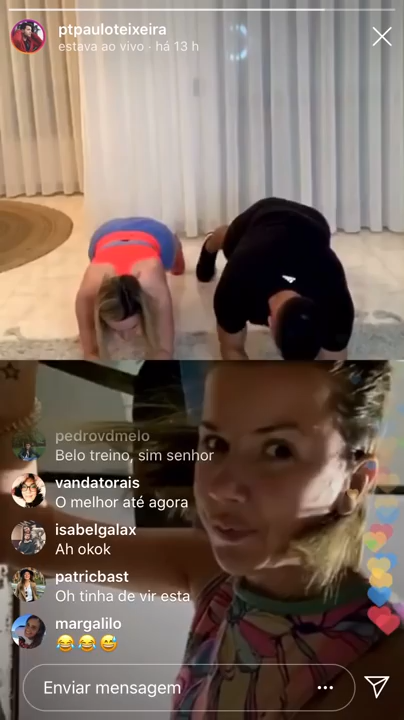 ptpauloteixeira
estava ao vivo · há 13 h
pedrovdmelo
Belo treino, sim senhor
vandatorais
O melhor até agora
isabelgalax
Ah okok
patricbast
Oh tinha de vir esta
margalilo
😂😂😅
Enviar mensagem